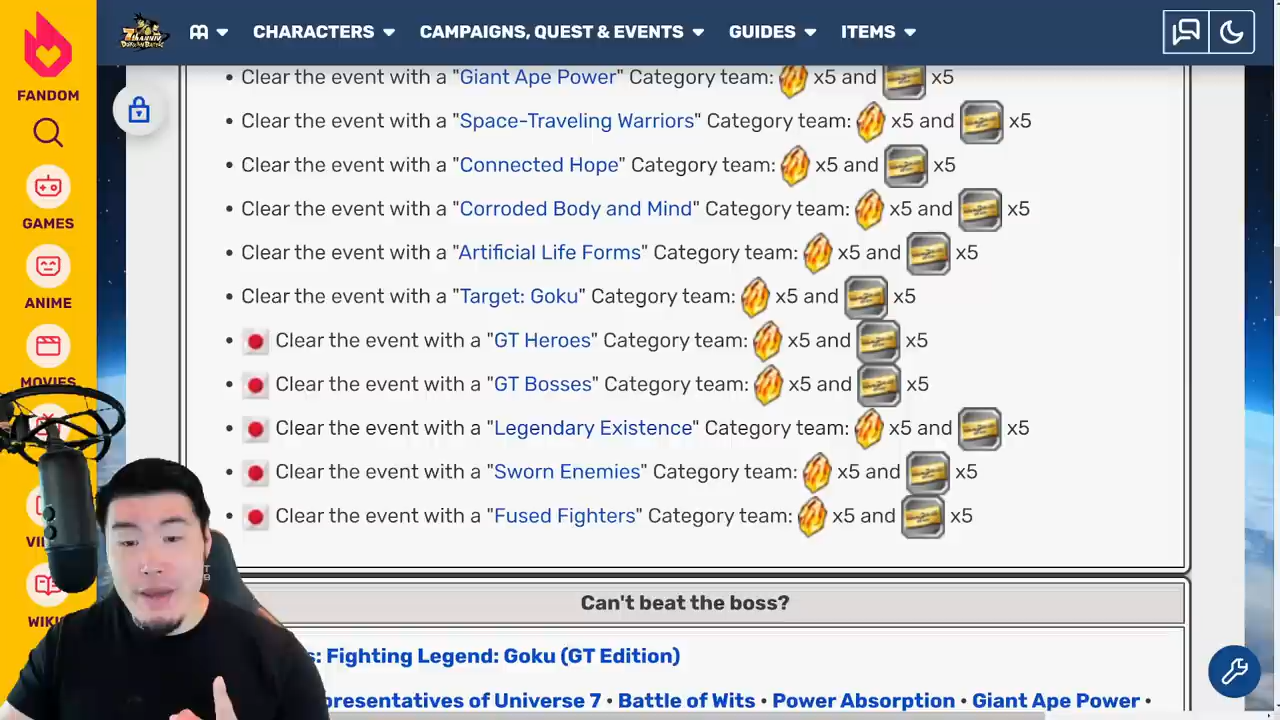 CHARACTERS
CAMPAIGNS, QUEST & EVENTS
GUIDES
ITEMS
FANDOM
GAMES
ANIME
MOVIES
WIKI
• Clear the event with a "Giant Ape Power" Category team: x5 and x5
• Clear the event with a "Space-Traveling Warriors" Category team: x5 and x5
• Clear the event with a "Connected Hope" Category team: x5 and x5
• Clear the event with a "Corroded Body and Mind" Category team: x5 and x5
• Clear the event with a "Artificial Life Forms" Category team: x5 and x5
• Clear the event with a "Target: Goku" Category team: x5 and x5
• Clear the event with a "GT Heroes" Category team: x5 and x5
• Clear the event with a "GT Bosses" Category team: x5 and x5
• Clear the event with a "Legendary Existence" Category team: x5 and x5
• Clear the event with a "Sworn Enemies" Category team: x5 and x5
• Clear the event with a "Fused Fighters" Category team: x5 and x5
Can't beat the boss?
s: Fighting Legend: Goku (GT Edition)
presentatives of Universe 7 • Battle of Wits • Power Absorption • Giant Ape Power •